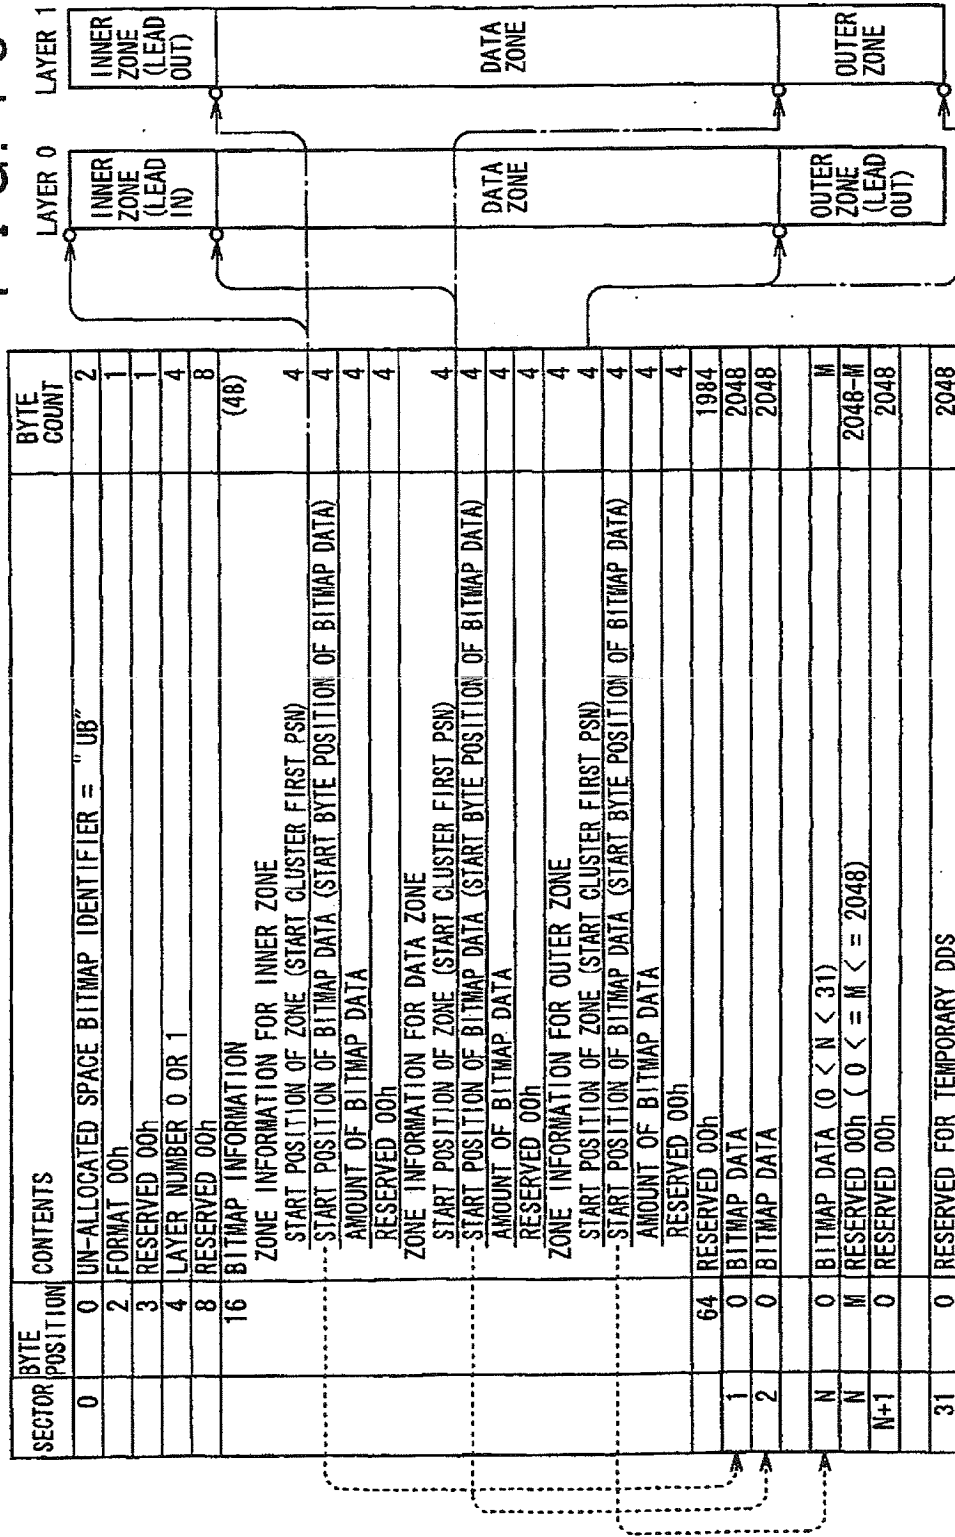 SECTOR BYTE POSITION CONTENTS BYTE COUNT
0 0 UN-ALLOCATED SPACE BITMAP IDENTIFIER = "UB" 2
2 FORMAT 00h 1
3 RESERVED 00h 1
4 LAYER NUMBER 0 OR 1 4
8 RESERVED 00h 8
16 BITMAP INFORMATION (48)
ZONE INFORMATION FOR INNER ZONE
START POSITION OF ZONE (START CLUSTER FIRST PSN) 4
START POSITION OF BITMAP DATA (START BYTE POSITION OF BITMAP DATA) 4
AMOUNT OF BITMAP DATA 4
RESERVED 00h 4
ZONE INFORMATION FOR DATA ZONE
START POSITION OF ZONE (START CLUSTER FIRST PSN) 4
START POSITION OF BITMAP DATA (START BYTE POSITION OF BITMAP DATA) 4
AMOUNT OF BITMAP DATA 4
RESERVED 00h 4
ZONE INFORMATION FOR OUTER ZONE 4
START POSITION OF ZONE (START CLUSTER FIRST PSN) 4
START POSITION OF BITMAP DATA (START BYTE POSITION OF BITMAP DATA) 4
AMOUNT OF BITMAP DATA 4
RESERVED 00h 4
64 RESERVED 00h 1984
1 0 BITMAP DATA 2048
2 0 BITMAP DATA 2048
N 0 BITMAP DATA (0 < N < 31) M
N M RESERVED 00h (0 < = M < = 2048) 2048-M
N+1 0 RESERVED 00h 2048
31 0 RESERVED FOR TEMPORARY DDS 2048
LAYER 0
INNER
ZONE
(LEAD
IN)
DATA
ZONE
OUTER
ZONE
(LEAD
OUT)
LAYER 1
INNER
ZONE
(LEAD
OUT)
DATA
ZONE
OUTER
ZONE